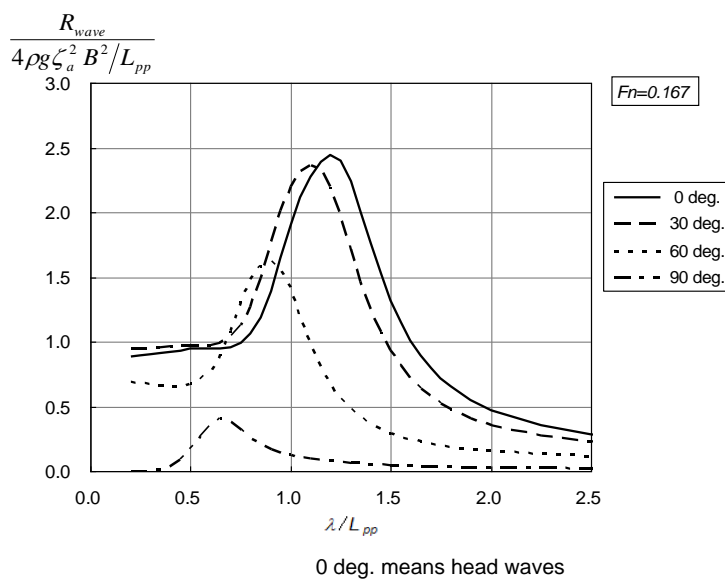 R_wave
4ρgζ_a^2 B^2/L_pp
3.0
Fn=0.167
2.5
2.0
1.5
1.0
0.5
0.0
0 deg.
30 deg.
60 deg.
90 deg.
0.0 0.5 1.0 1.5 2.0 2.5
λ/L_pp
0 deg. means head waves